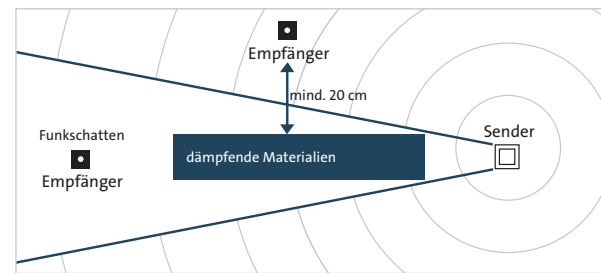 Empfänger
mind. 20 cm
Sender
Funkschatten
dämpfende Materialien
Empfänger